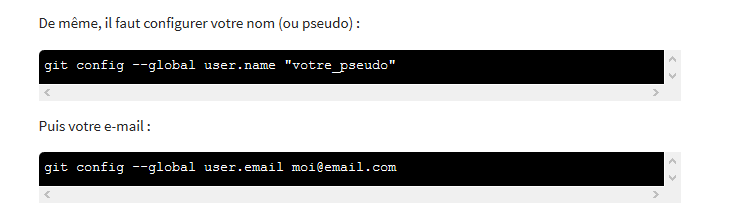 De même, il faut configurer votre nom (ou pseudo) :
git config --global user.name "votre_pseudo"
Puis votre e-mail :
git config --global user.email moi@email.com